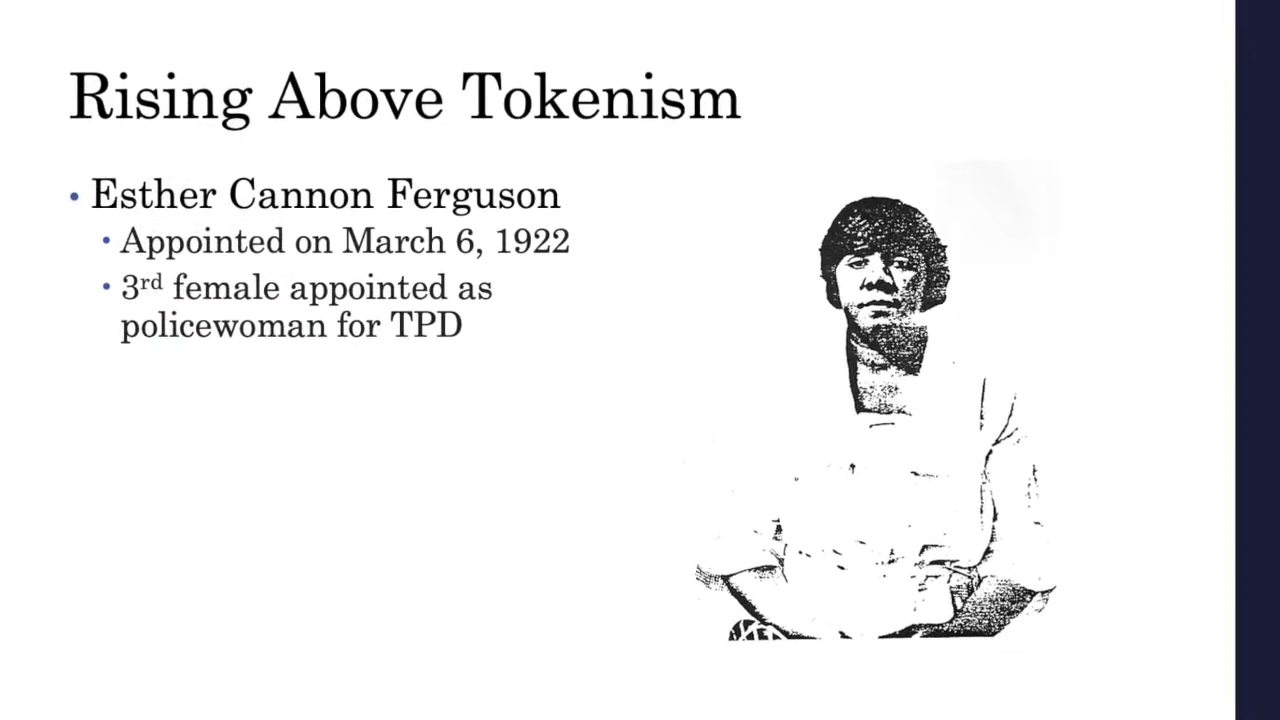 Rising Above Tokenism
• Esther Cannon Ferguson
• Appointed on March 6, 1922
• 3rd female appointed as
policewoman for TPD